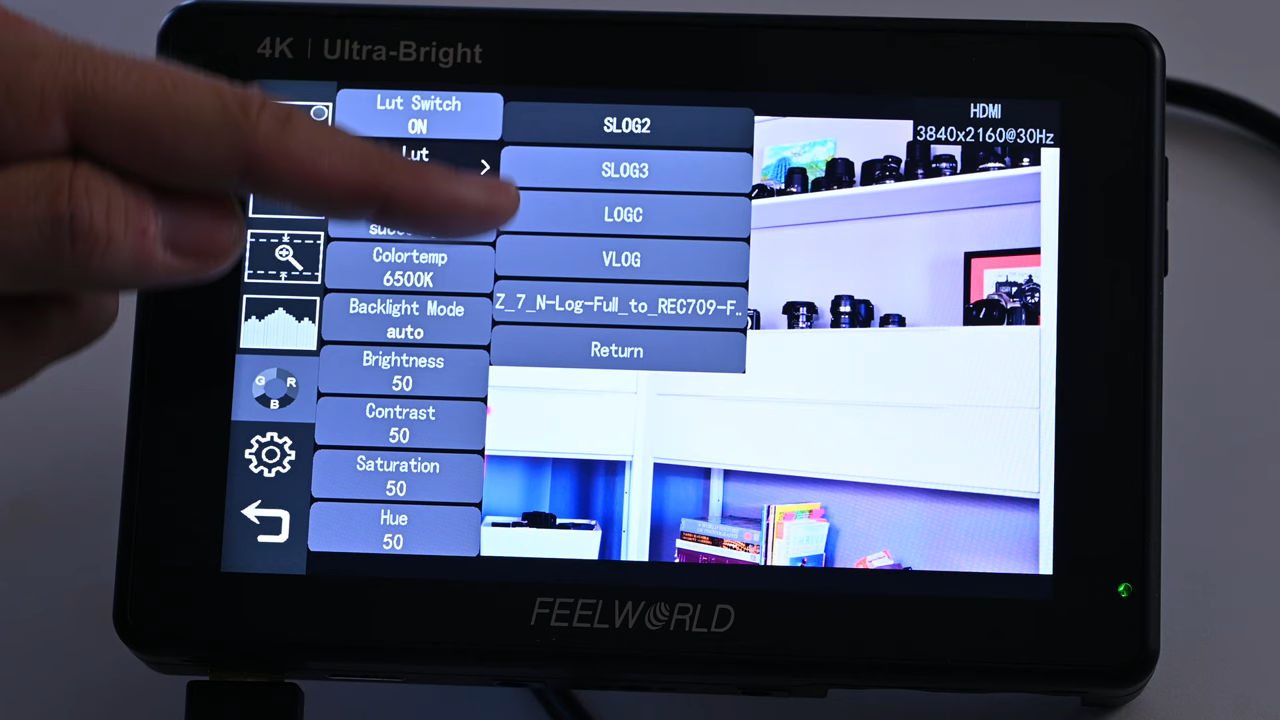 4K | Ultra-Bright
Lut Switch
ON
Lut
Colortemp
6500K
Backlight Mode
auto
Brightness
50
Contrast
50
Saturation
50
Hue
50
SLOG2
SLOG3
LOGC
VLOG
Z_7_N-Log-Full_to_REC709-F..
Return
HDMI
3840x2160@30Hz
G R
B
FEELWORLD